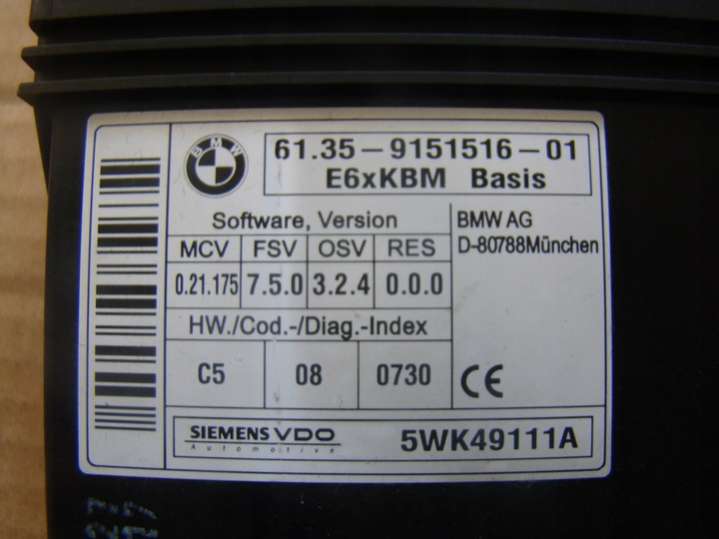 BMW
61.35-9151516-01
E6xKBM Basis
Software, Version
MCV FSV OSV RES
0.21.175 7.5.0 3.2.4 0.0.0
HW./Cod.-/Diag.-Index
C5 08 0730
BMW AG
D-80788München
CE
SIEMENS VDO
Automotive
5WK49111A